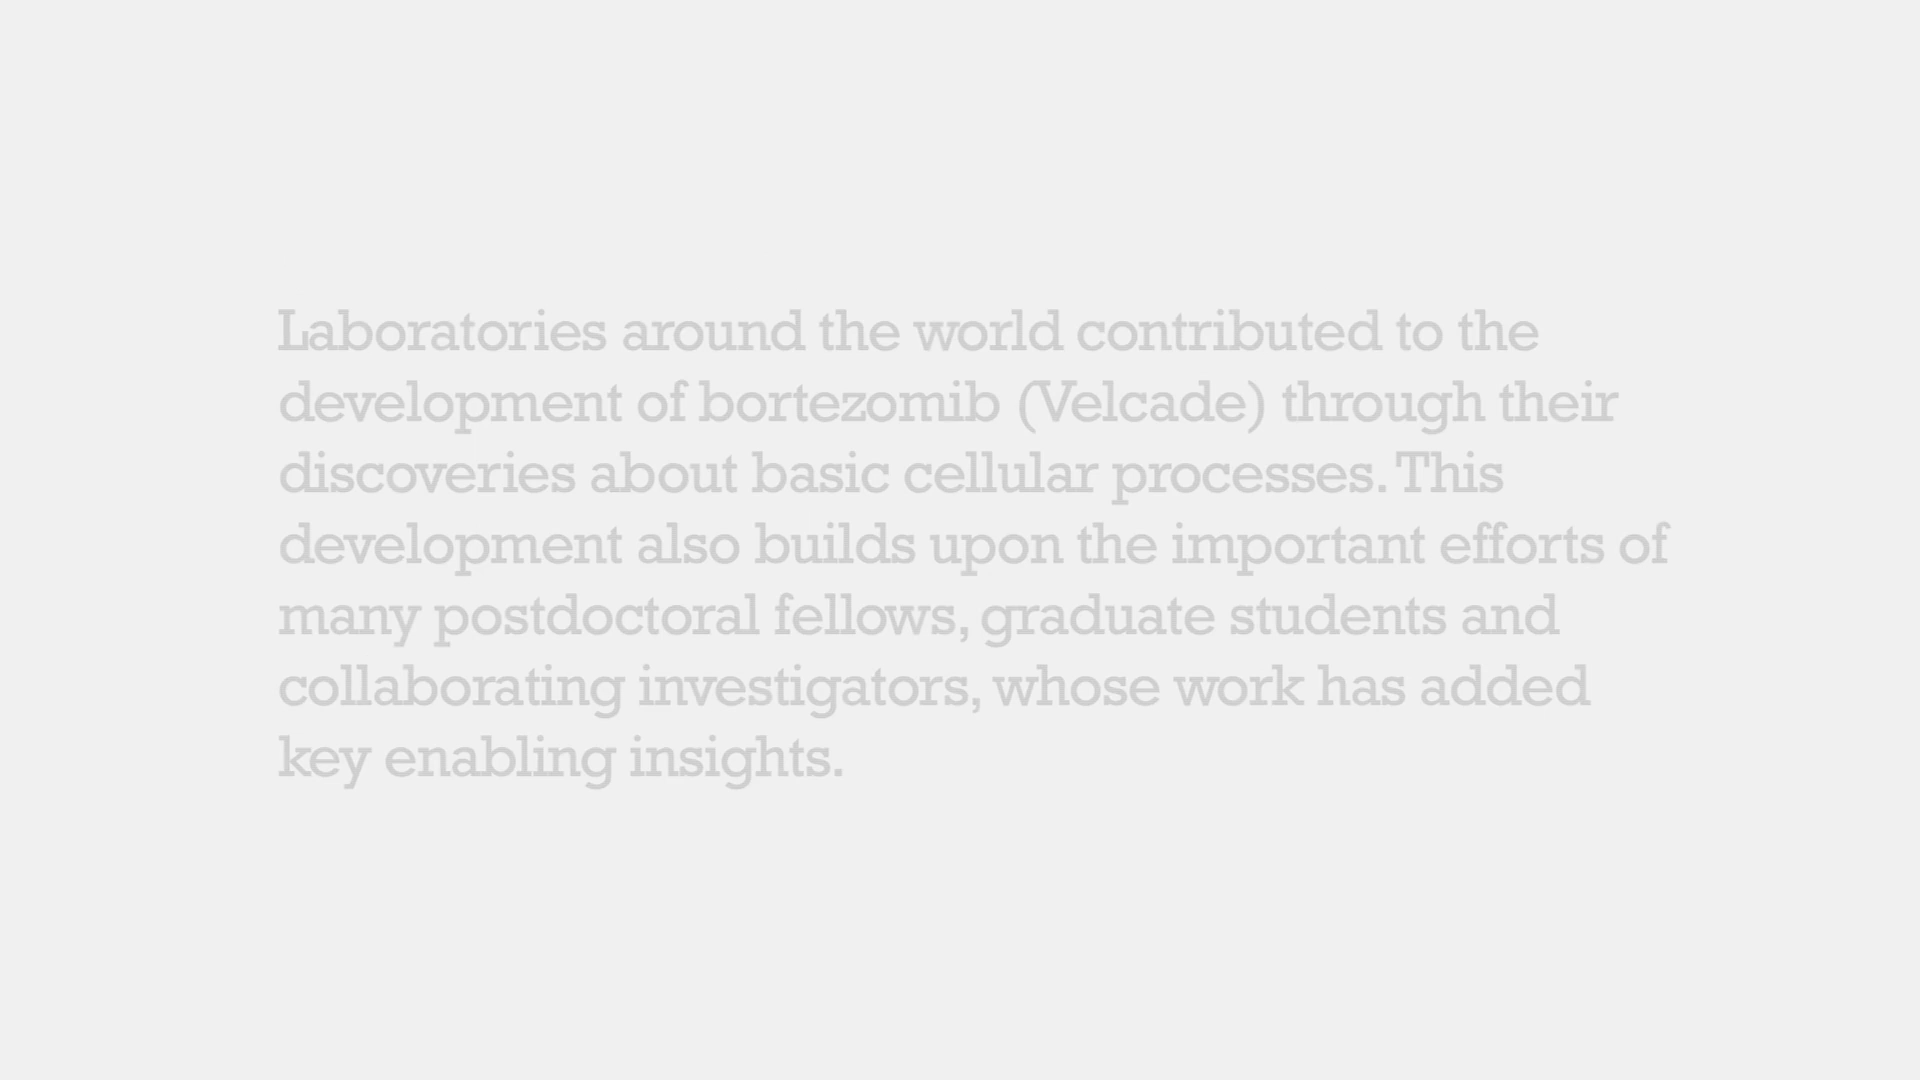 Laboratories around the world contributed to the
development of bortezomib (Velcade) through their
discoveries about basic cellular processes. This
development also builds upon the important efforts of
many postdoctoral fellows, graduate students and
collaborating investigators, whose work has added
key enabling insights.